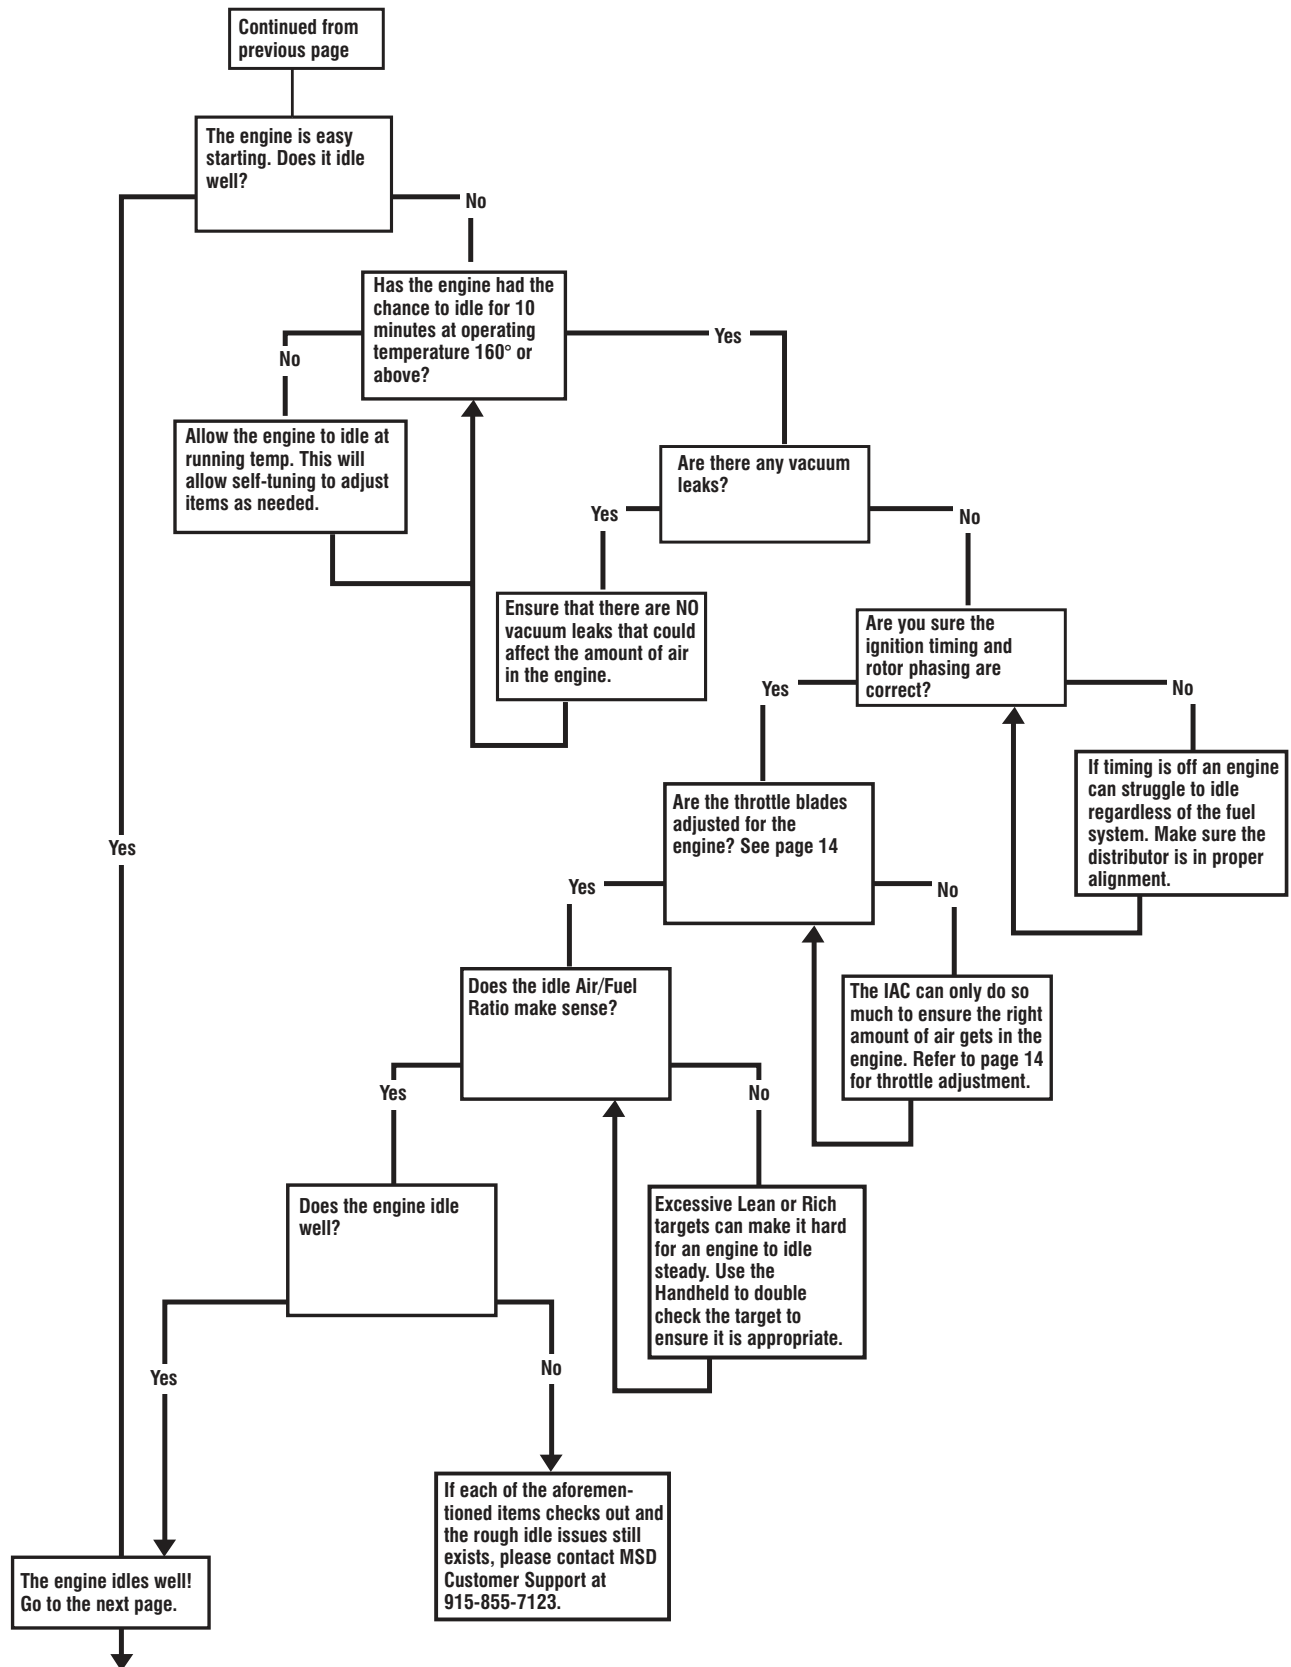 Continued from
previous page
The engine is easy
starting. Does it idle
well?
No
Has the engine had the
chance to idle for 10
minutes at operating
temperature 160° or
above?
No
Yes
Allow the engine to idle at
running temp. This will
allow self-tuning to adjust
items as needed.
Are there any vacuum
leaks?
Yes
No
Ensure that there are NO
vacuum leaks that could
affect the amount of air
in the engine.
Are you sure the
ignition timing and
rotor phasing are
correct?
Yes
No
If timing is off an engine
can struggle to idle
regardless of the fuel
system. Make sure the
distributor is in proper
alignment.
Are the throttle blades
adjusted for the
engine? See page 14
Yes
Yes
No
Does the idle Air/Fuel
Ratio make sense?
The IAC can only do so
much to ensure the right
amount of air gets in the
engine. Refer to page 14
for throttle adjustment.
Yes
No
Does the engine idle
well?
Excessive Lean or Rich
targets can make it hard
for an engine to idle
steady. Use the
Handheld to double
check the target to
ensure it is appropriate.
Yes
No
If each of the aforemen-
tioned items checks out and
the rough idle issues still
exists, please contact MSD
Customer Support at
915-855-7123.
The engine idles well!
Go to the next page.